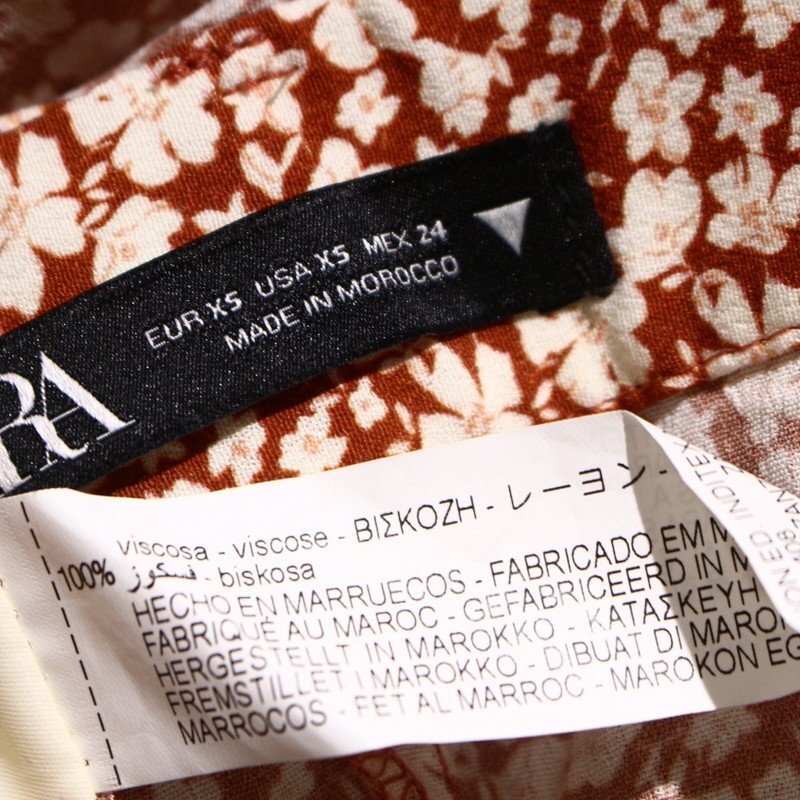 EUR XS USA XS MEX 24
MADE IN MOROCCO
RA
viscosa - viscose - ΒΙΣΚΟΖΗ - レーヨン -
100% فسكوز - biskosa
HECHO EN MARRUECOS - FABRICADO EM
FABRIQUÉ AU MAROC - GEFABRICEERD IN
HERGESTELLT IN MAROKKO - ΚΑΤΑΣΚΕΥΗ
FREMSTILLET I MAROKKO - DIBUAT DI
MARROCOS - FET AL MARROC - MAROKON